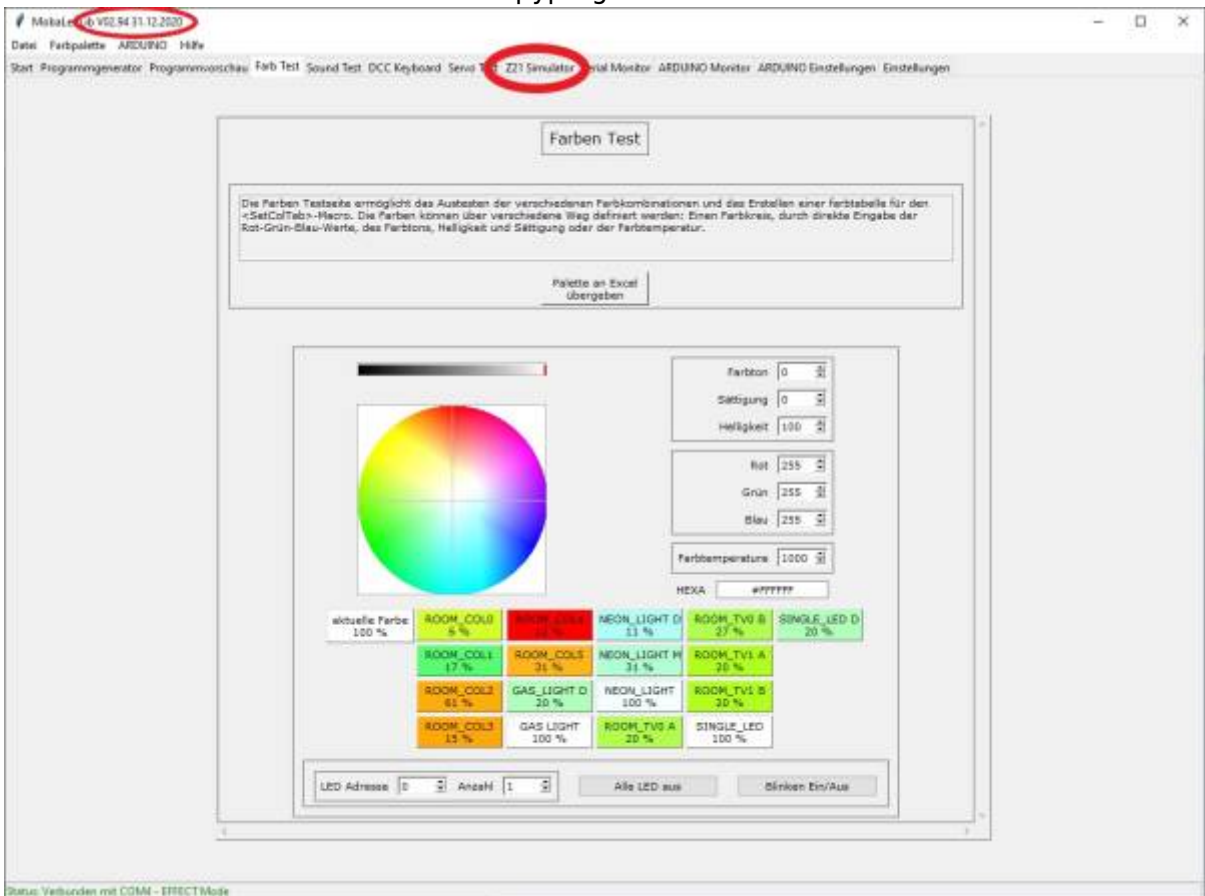 MobaLedLib V02.94 31.12.2020
Datei Farbpalette ARDUINO Hilfe
Start Programmgenerator Programmvorschau Farb Test Sound Test DCC Keyboard Servo Test Z21 Simulator Serial Monitor ARDUINO Monitor ARDUINO Einstellungen Einstellungen
Farben Test
Die Farben Testseite ermöglicht das Austesten der verschiedenen Farbkombinationen und das Erstellen einer farbtabelle für den
<SetColTab>-Macro. Die Farben können über verschiedene Weg definiert werden: Einen Farbkreis, durch direkte Eingabe der
Rot-Grün-Blau-Werte, des Farbtons, Helligkeit und Sättigung oder der Farbtemperatur.
Palette an Excel
übergeben
Farbton 0
Sättigung 0
Helligkeit 100
Rot 255
Grün 255
Blau 255
Farbtemperature 1000
HEXA #FFFFFF
aktuelle Farbe ROOM_COL0 ROOM_COL4 NEON_LIGHT D ROOM_TV0 B SINGLE_LED D
100 % 5 % 11 % 27 % 20 %
ROOM_COL1 ROOM_COL5 NEON_LIGHT M ROOM_TV1 A
17 % 31 % 31 % 20 %
ROOM_COL2 GAS_LIGHT D NEON_LIGHT ROOM_TV1 B
61 % 20 % 100 % 20 %
ROOM_COL3 GAS LIGHT ROOM_TV0 A SINGLE_LED
15 % 100 % 20 % 100 %
LED Adresse 0 Anzahl 1 Alle LED aus Blinken Ein/Aus
Status: Verbunden mit COM4 - EFFECT Mode